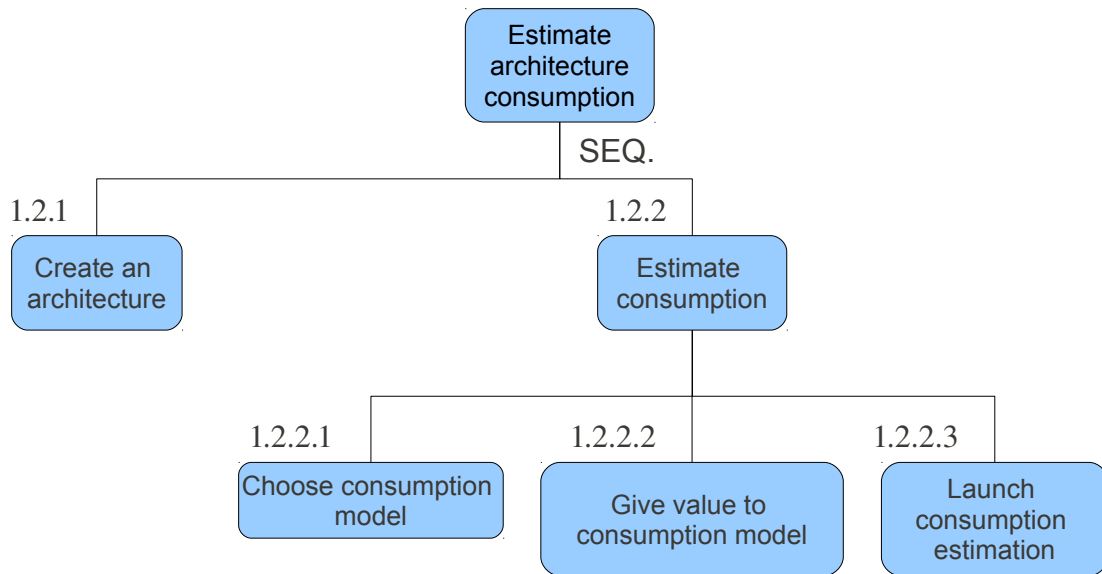 Estimate
architecture
consumption
SEQ.
1.2.1
1.2.2
Create an
architecture
Estimate
consumption
1.2.2.1
1.2.2.2
1.2.2.3
Choose consumption
model
Give value to
consumption model
Launch
consumption
estimation